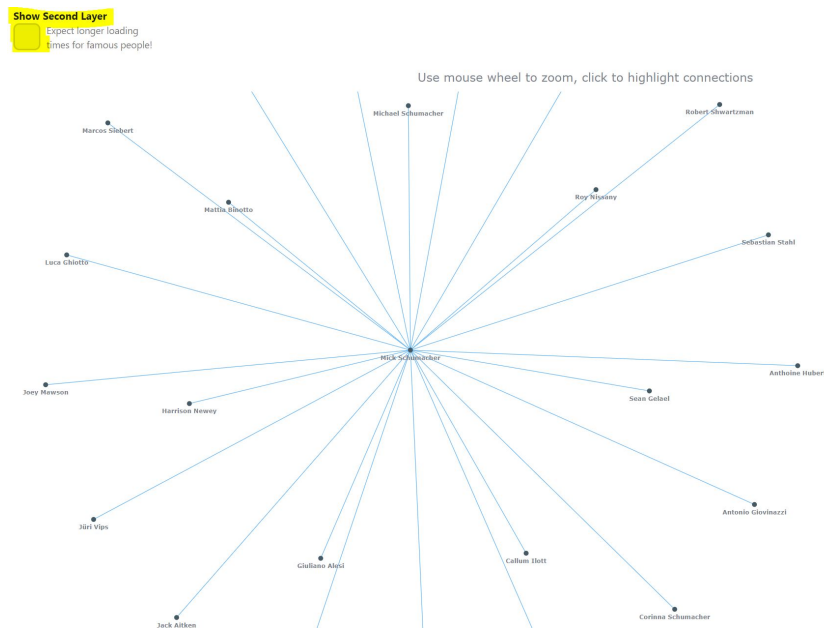 Show Second Layer
Expect longer loading
times for famous people!
Use mouse wheel to zoom, click to highlight connections
Michael Schumacher
Robert Shwartzman
Marcos Siebert
Rey Nissany
Mattia Binotto
Sebastian Stahl
Luca Ghiotto
Mick Schumacher
Anthoine Huber
Joey Mawson
Sean Gelael
Harrison Newey
Antonio Giovinazzi
Jüri Vips
Callum Ilott
Giuliano Alesi
Corinna Schumacher
Jack Aitken